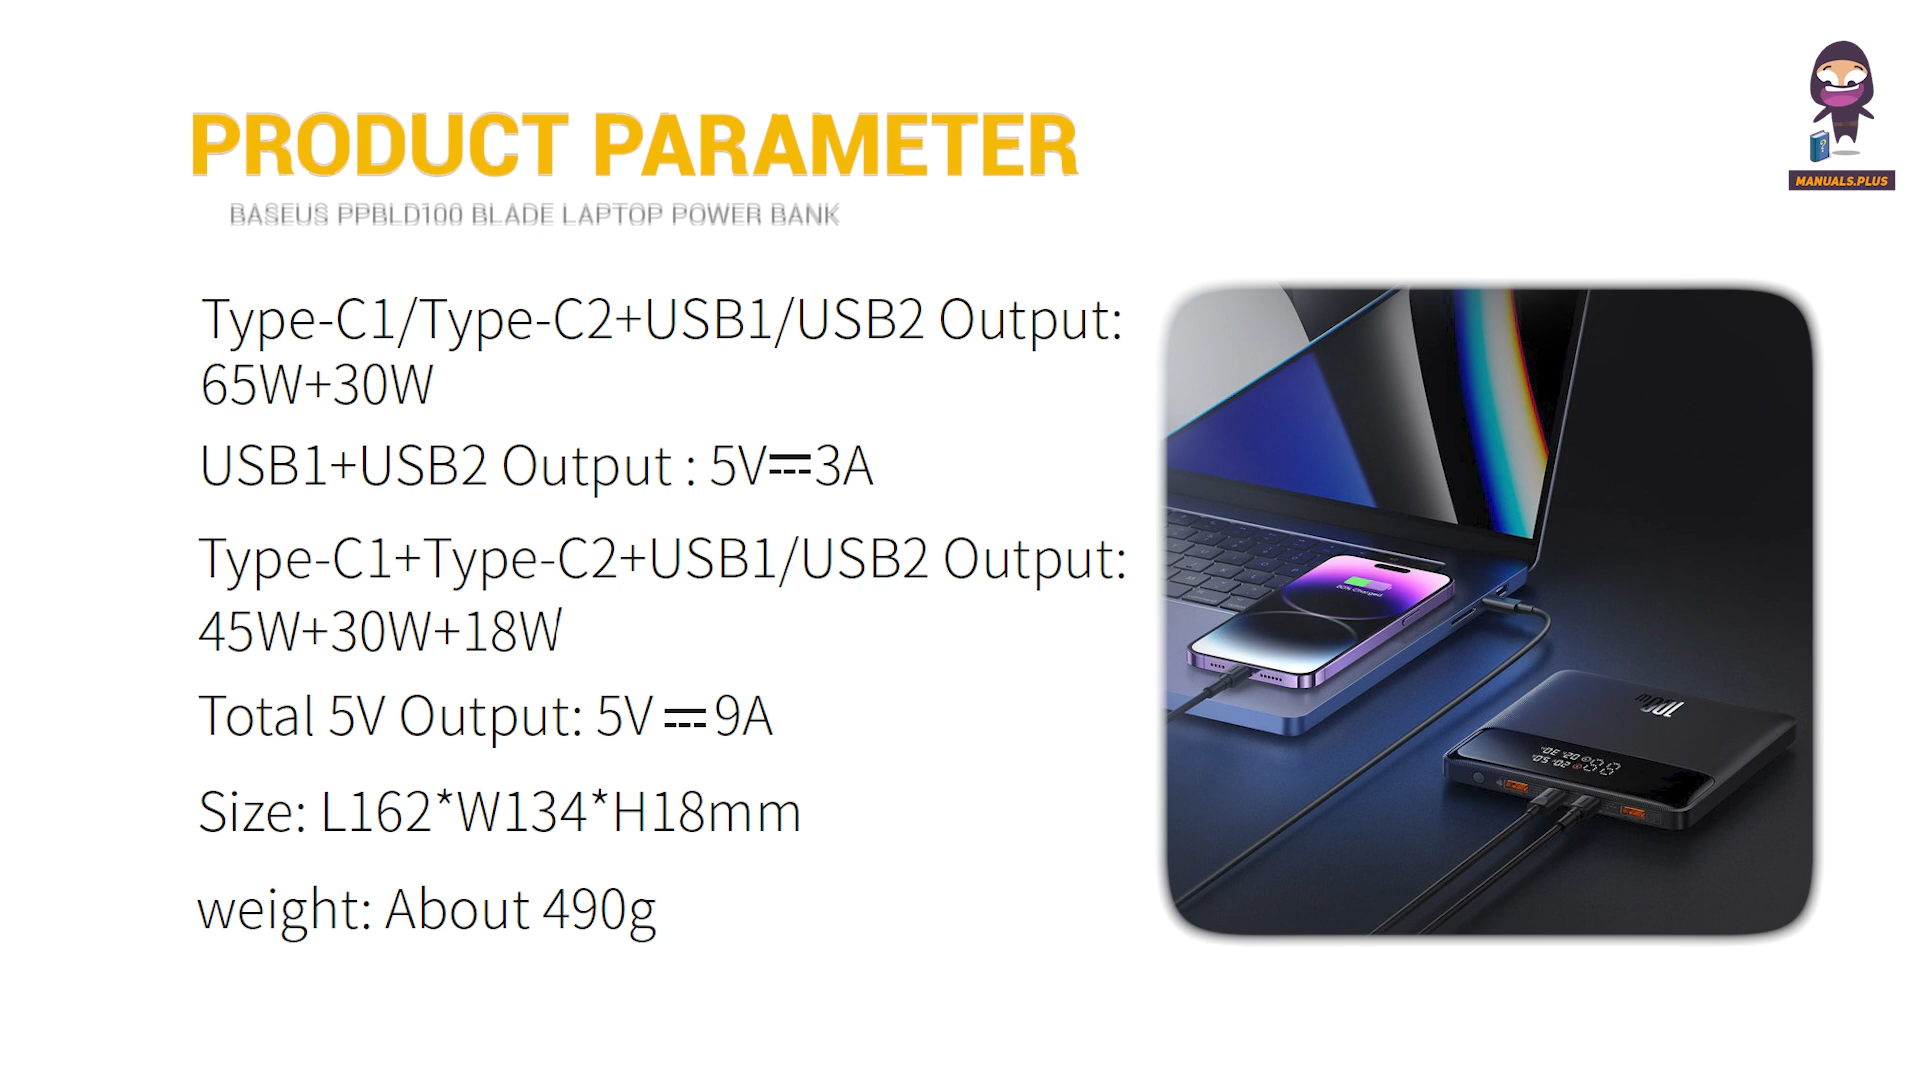 PRODUCT PARAMETER
BASEUS PPBLD100 BLADE LAPTOP POWER BANK
MANUALS.PLUS
Type-C1/Type-C2+USB1/USB2 Output:
65W+30W
USB1+USB2 Output : 5V⎓3A
Type-C1+Type-C2+USB1/USB2 Output:
45W+30W+18W
Total 5V Output: 5V ⎓ 9A
Size: L162*W134*H18mm
weight: About 490g
100W